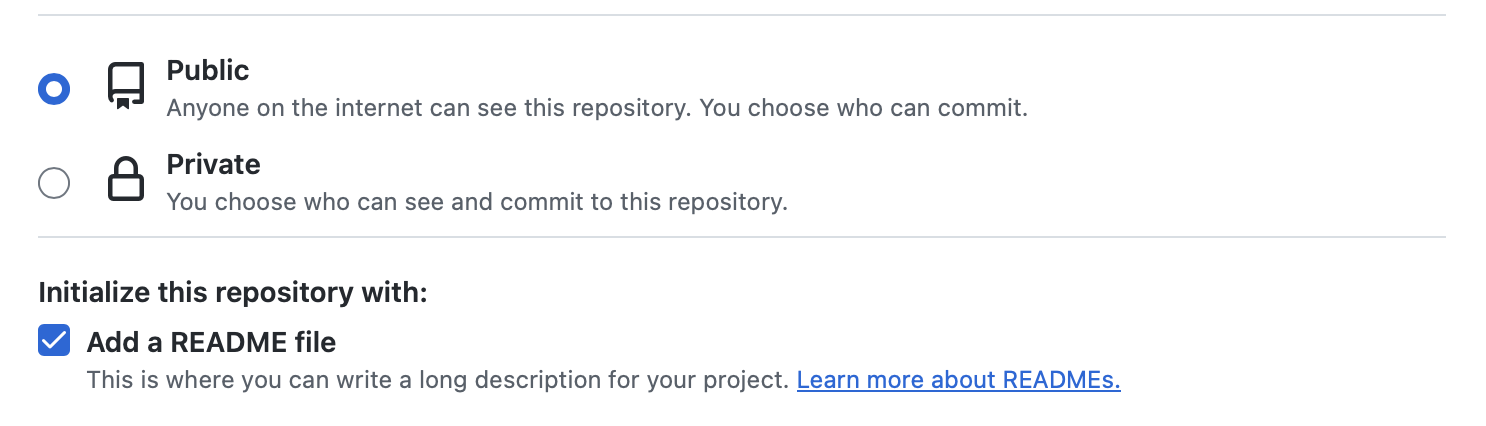 Public
Anyone on the internet can see this repository. You choose who can commit.
Private
You choose who can see and commit to this repository.
Initialize this repository with:
Add a README file
This is where you can write a long description for your project. Learn more about READMEs.